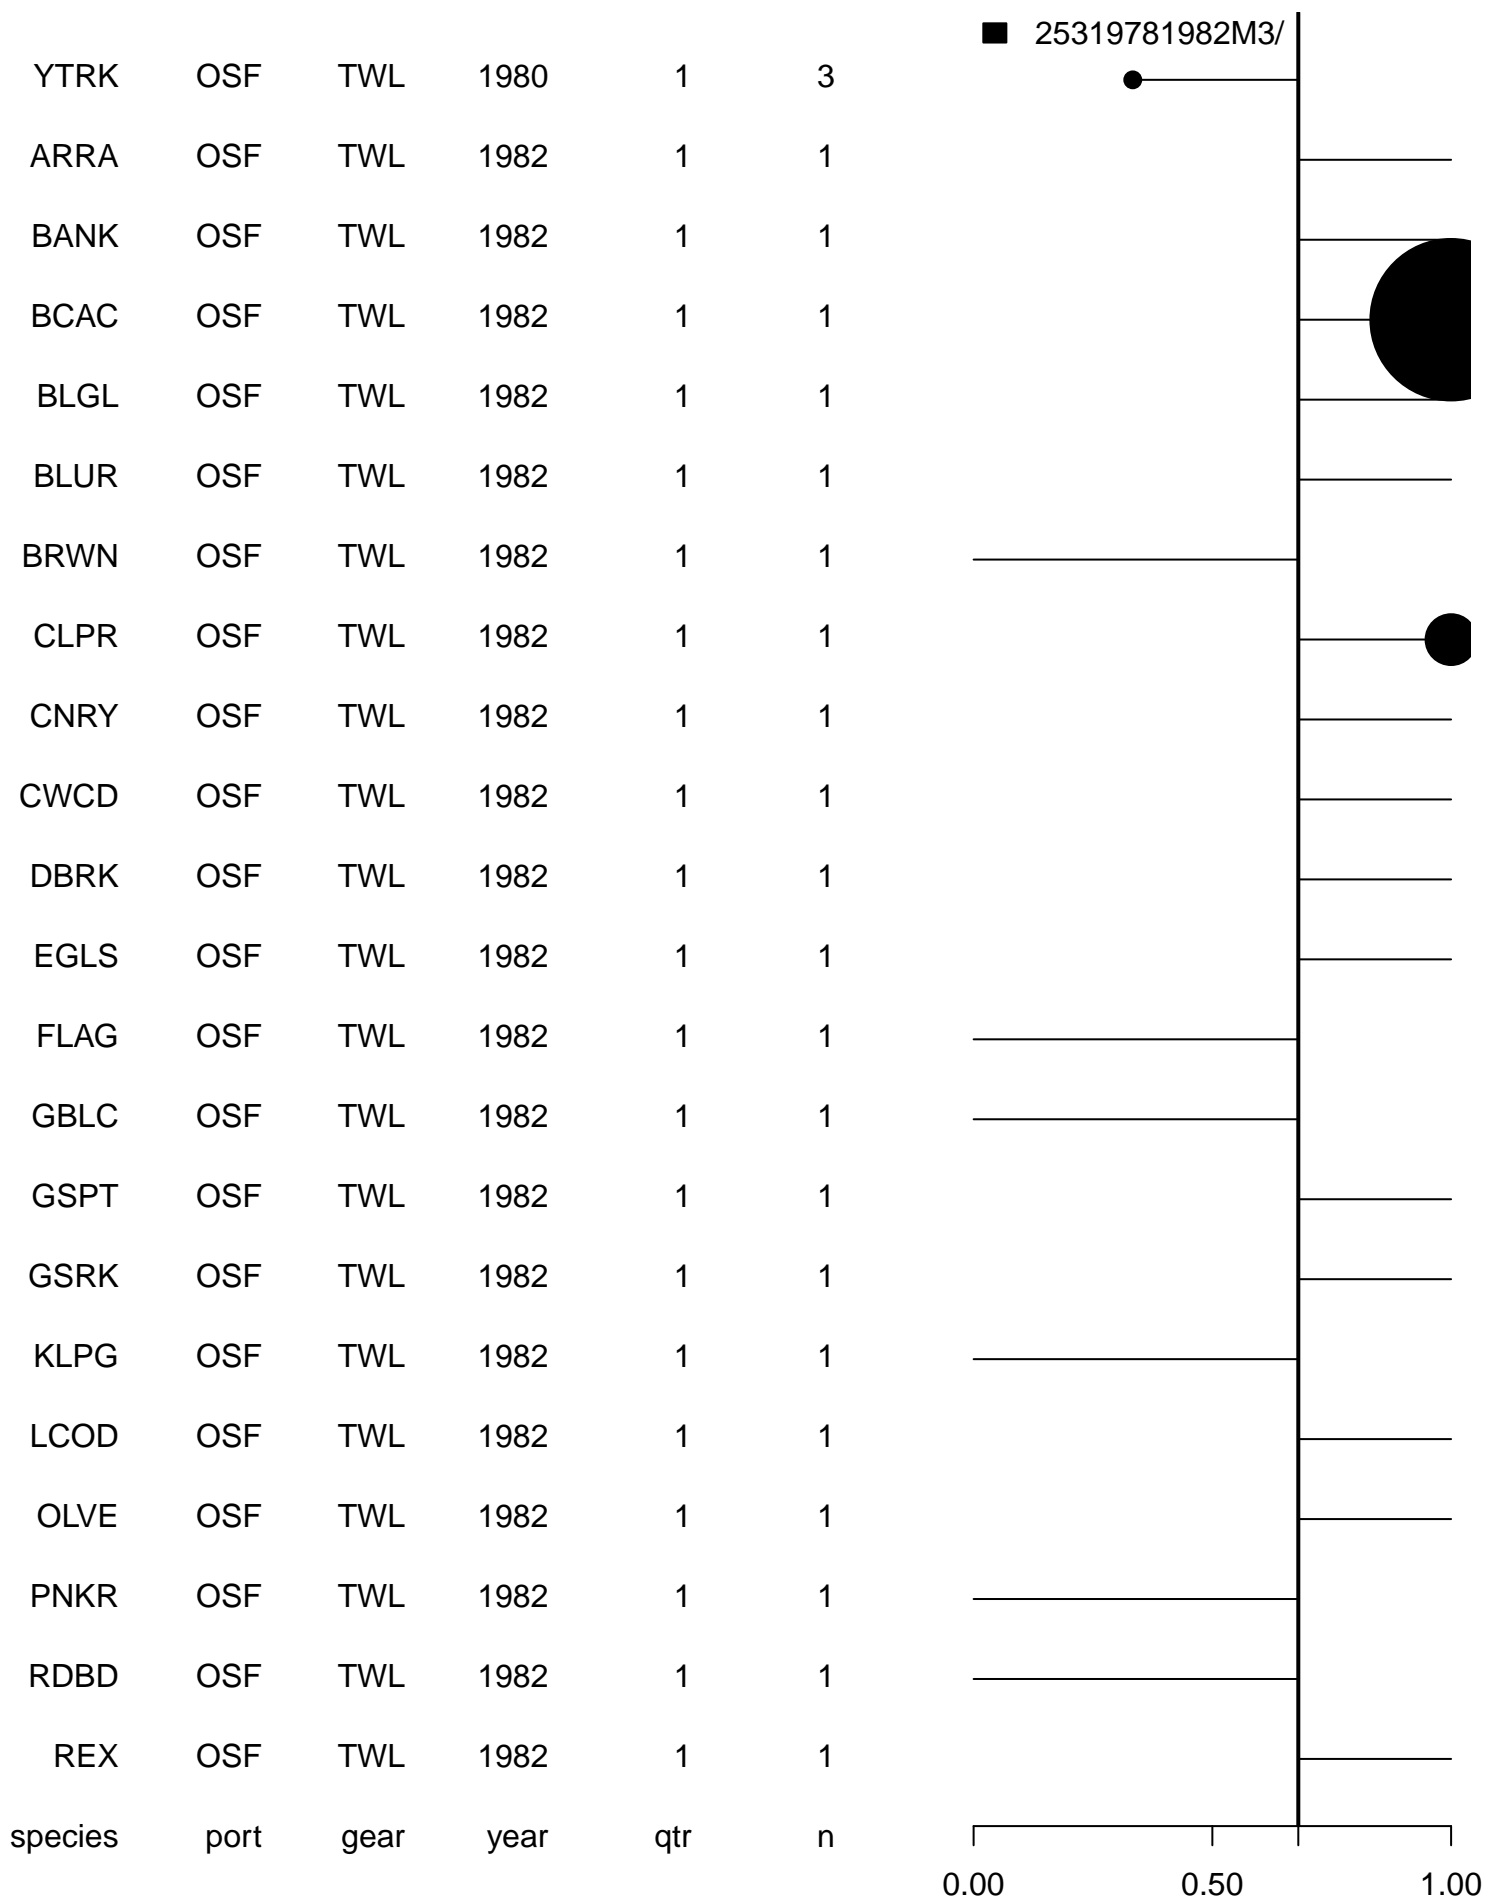 25319781982M3/
YTRK OSF TWL 1980 1 3
ARRA OSF TWL 1982 1 1
BANK OSF TWL 1982 1 1
BCAC OSF TWL 1982 1 1
BLGL OSF TWL 1982 1 1
BLUR OSF TWL 1982 1 1
BRWN OSF TWL 1982 1 1
CLPR OSF TWL 1982 1 1
CNRY OSF TWL 1982 1 1
CWCD OSF TWL 1982 1 1
DBRK OSF TWL 1982 1 1
EGLS OSF TWL 1982 1 1
FLAG OSF TWL 1982 1 1
GBLC OSF TWL 1982 1 1
GSPT OSF TWL 1982 1 1
GSRK OSF TWL 1982 1 1
KLPG OSF TWL 1982 1 1
LCOD OSF TWL 1982 1 1
OLVE OSF TWL 1982 1 1
PNKR OSF TWL 1982 1 1
RDBD OSF TWL 1982 1 1
REX OSF TWL 1982 1 1
species port gear year qtr n
0.00 0.50 1.00